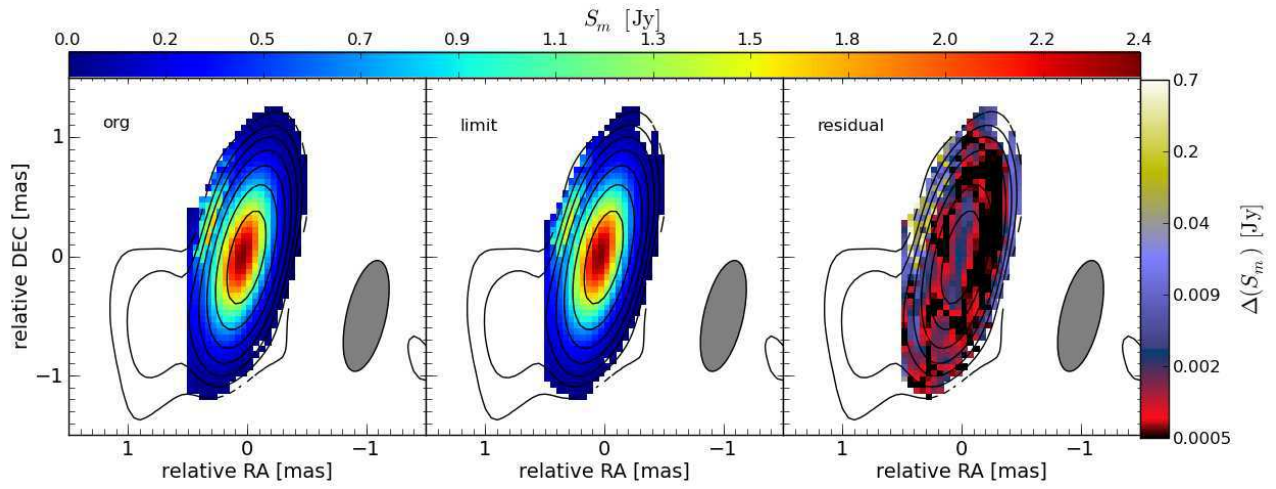 S_m [Jy]
0.0 0.2 0.5 0.7 0.9 1.1 1.3 1.5 1.8 2.0 2.2 2.4
org limit residual
relative DEC [mas]
1
0
−1
1 0 −1 1 0 −1 1 0 −1
relative RA [mas] relative RA [mas] relative RA [mas]
0.7
0.2
0.04
0.009
0.002
0.0005
Δ(S_m) [Jy]